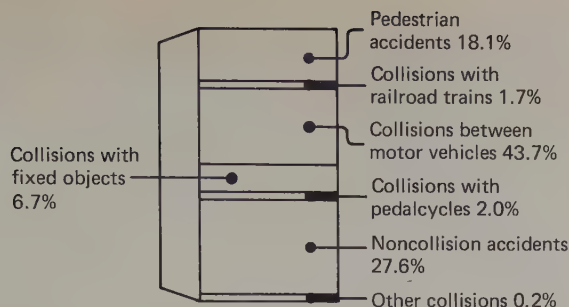 Pedestrian
accidents 18.1%
Collisions with
railroad trains 1.7%
Collisions between
motor vehicles 43.7%
Collisions with
fixed objects
6.7%
Collisions with
pedalcycles 2.0%
Noncollision accidents
27.6%
Other collisions 0.2%